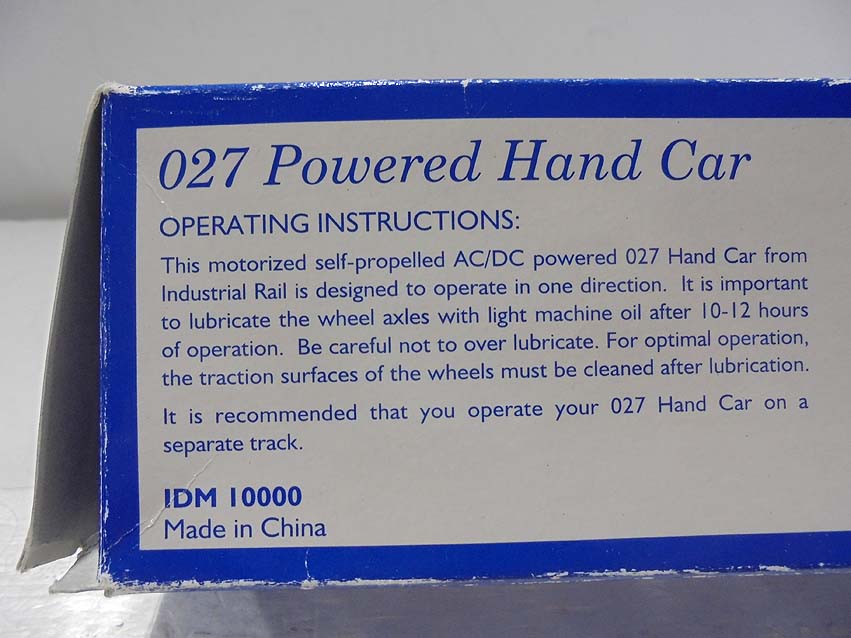 027 Powered Hand Car
OPERATING INSTRUCTIONS:
This motorized self-propelled AC/DC powered 027 Hand Car from
Industrial Rail is designed to operate in one direction. It is important
to lubricate the wheel axles with light machine oil after 10-12 hours
of operation. Be careful not to over lubricate. For optimal operation,
the traction surfaces of the wheels must be cleaned after lubrication.
It is recommended that you operate your 027 Hand Car on a
separate track.
IDM 10000
Made in China